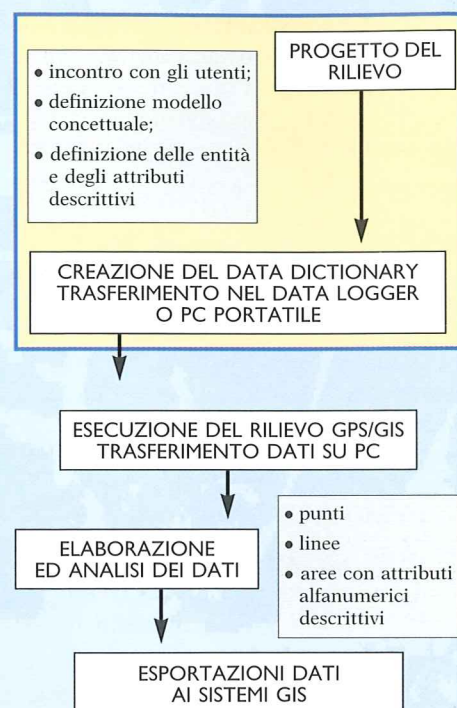 PROGETTO DEL
RILIEVO
• incontro con gli utenti;
• definizione modello
concettuale;
• definizione delle entità
e degli attributi
descrittivi
CREAZIONE DEL DATA DICTIONARY
TRASFERIMENTO NEL DATA LOGGER
O PC PORTATILE
ESECUZIONE DEL RILIEVO GPS/GIS
TRASFERIMENTO DATI SU PC
• punti
• linee
• aree con attributi
alfanumerici
descrittivi
ELABORAZIONE
ED ANALISI DEI DATI
ESPORTAZIONI DATI
AI SISTEMI GIS